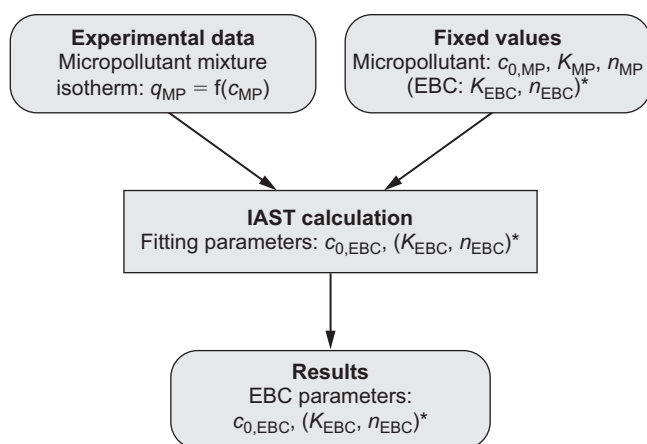 Experimental data
Micropollutant mixture
isotherm: q_MP = f(c_MP)
Fixed values
Micropollutant: c_0,MP, K_MP, n_MP
(EBC: K_EBC, n_EBC)*
IAST calculation
Fitting parameters: c_0,EBC, (K_EBC, n_EBC)*
Results
EBC parameters:
c_0,EBC, (K_EBC, n_EBC)*